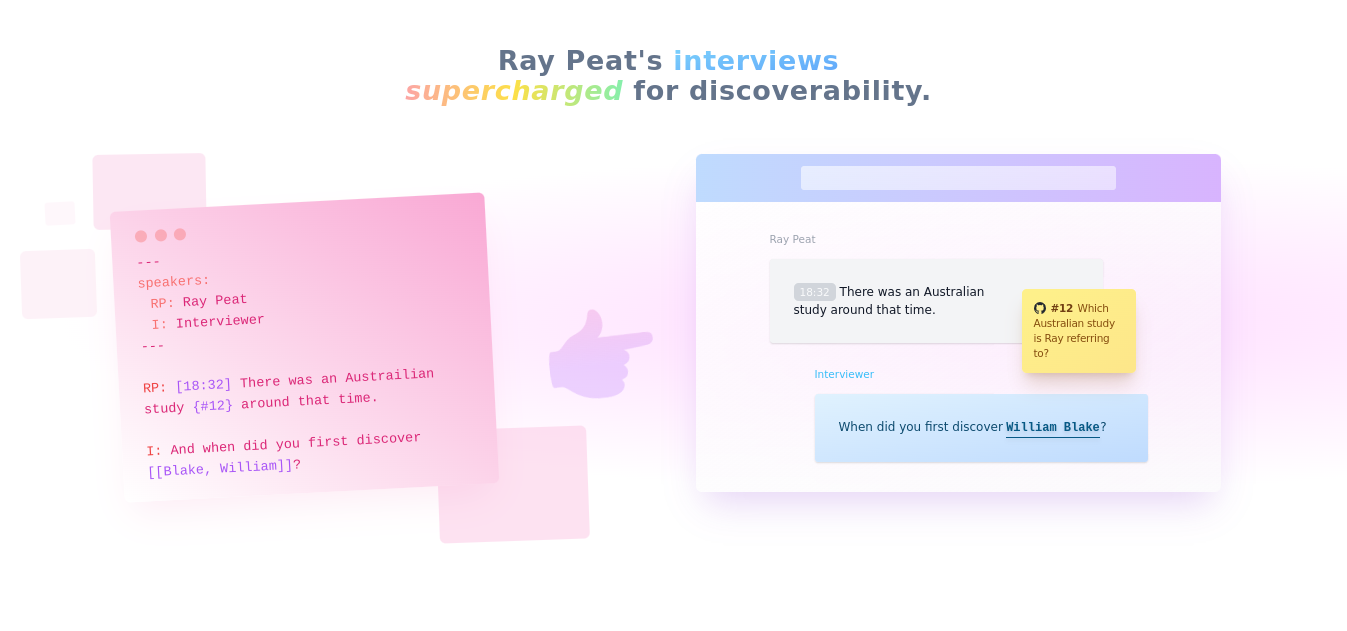 Ray Peat's interviews
supercharged for discoverability.
---
speakers:
RP: Ray Peat
I: Interviewer
---
RP: [18:32] There was an Austrailian
study {#12} around that time.
I: And when did you first discover
[[Blake, William]]?
Ray Peat
18:32 There was an Australian
study around that time.
#12 Which
Australian study
is Ray referring
to?
Interviewer
When did you first discover William Blake?